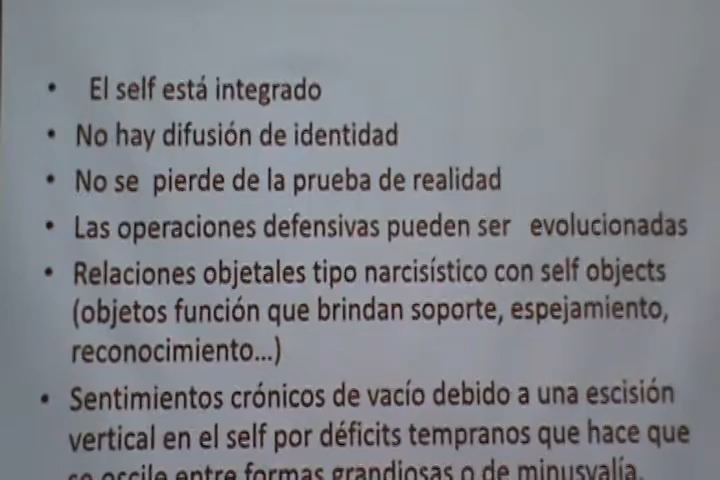 • El self está integrado
• No hay difusión de identidad
• No se pierde de la prueba de realidad
• Las operaciones defensivas pueden ser evolucionadas
• Relaciones objetales tipo narcisístico con self objects
(objetos función que brindan soporte, espejamiento,
reconocimiento...)
• Sentimientos crónicos de vacío debido a una escisión
vertical en el self por déficits tempranos que hace que
se oscile entre formas grandiosas o de minusvalía.